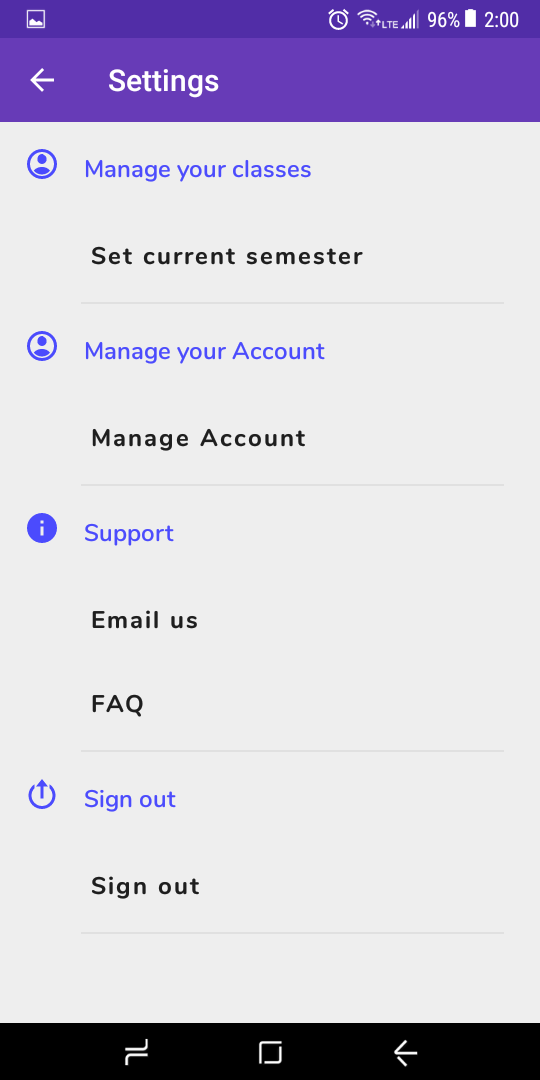 LTE 96% 2:00
Settings
Manage your classes
Set current semester
Manage your Account
Manage Account
Support
Email us
FAQ
Sign out
Sign out